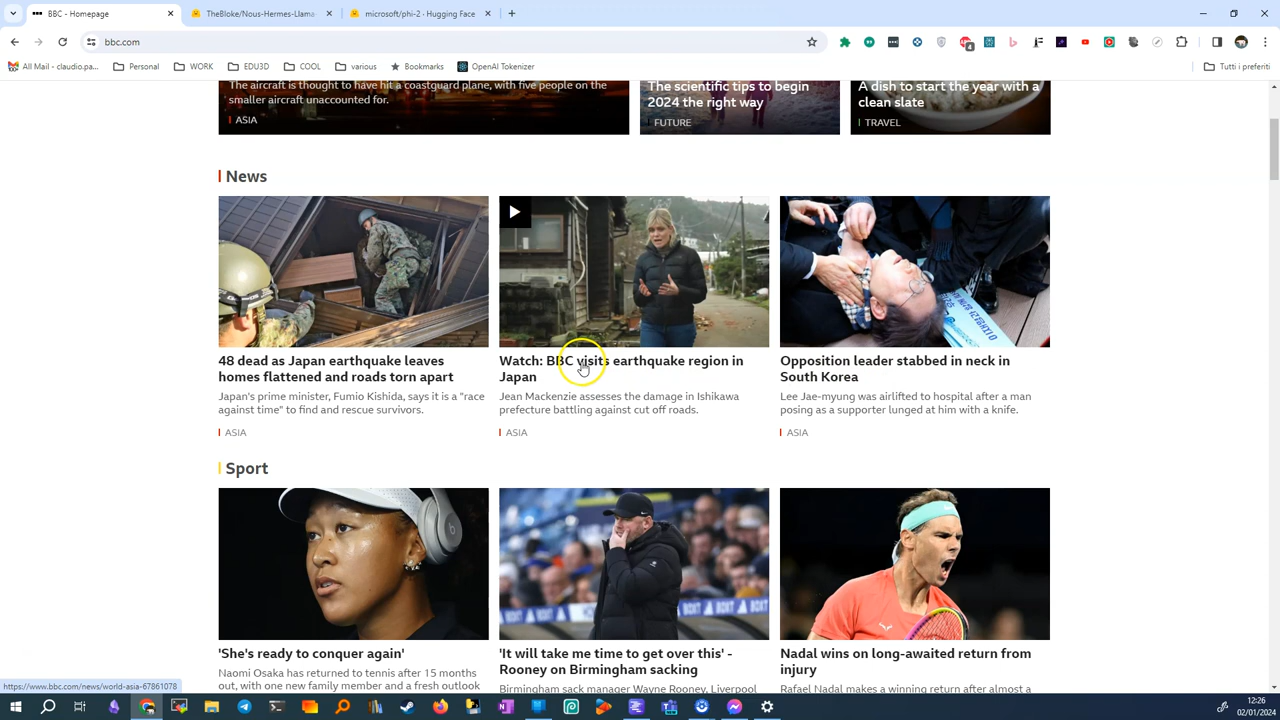 BBC - Homepage
TheBloke/Nous-Hermes-Llama
microsoft/phi-2 · Hugging Face
bbc.com
4
All Mail - claudio.pa...
Personal
WORK
EDU3D
COOL
various
Bookmarks
OpenAI Tokenizer
Tutti i preferiti
The aircraft is thought to have hit a coastguard plane, with five people on the
smaller aircraft unaccounted for.
ASIA
The scientific tips to begin
2024 the right way
FUTURE
A dish to start the year with a
clean slate
TRAVEL
News
48 dead as Japan earthquake leaves
homes flattened and roads torn apart
Japan's prime minister, Fumio Kishida, says it is a "race
against time" to find and rescue survivors.
ASIA
Watch: BBC visits earthquake region in
Japan
Jean Mackenzie assesses the damage in Ishikawa
prefecture battling against cut off roads.
ASIA
Opposition leader stabbed in neck in
South Korea
Lee Jae-myung was airlifted to hospital after a man
posing as a supporter lunged at him with a knife.
ASIA
Sport
BOXT
BOXT
'She's ready to conquer again'
Naomi Osaka has returned to tennis after 15 months
out, with one new family member and a fresh outlook
'It will take me time to get over this' -
Rooney on Birmingham sacking
Birmingham sack manager Wayne Rooney, Liverpool
Nadal wins on long-awaited return from
injury
Rafael Nadal makes a winning return after almost a
https://www.bbc.com/news/world-asia-67861078
12:26
02/01/2024